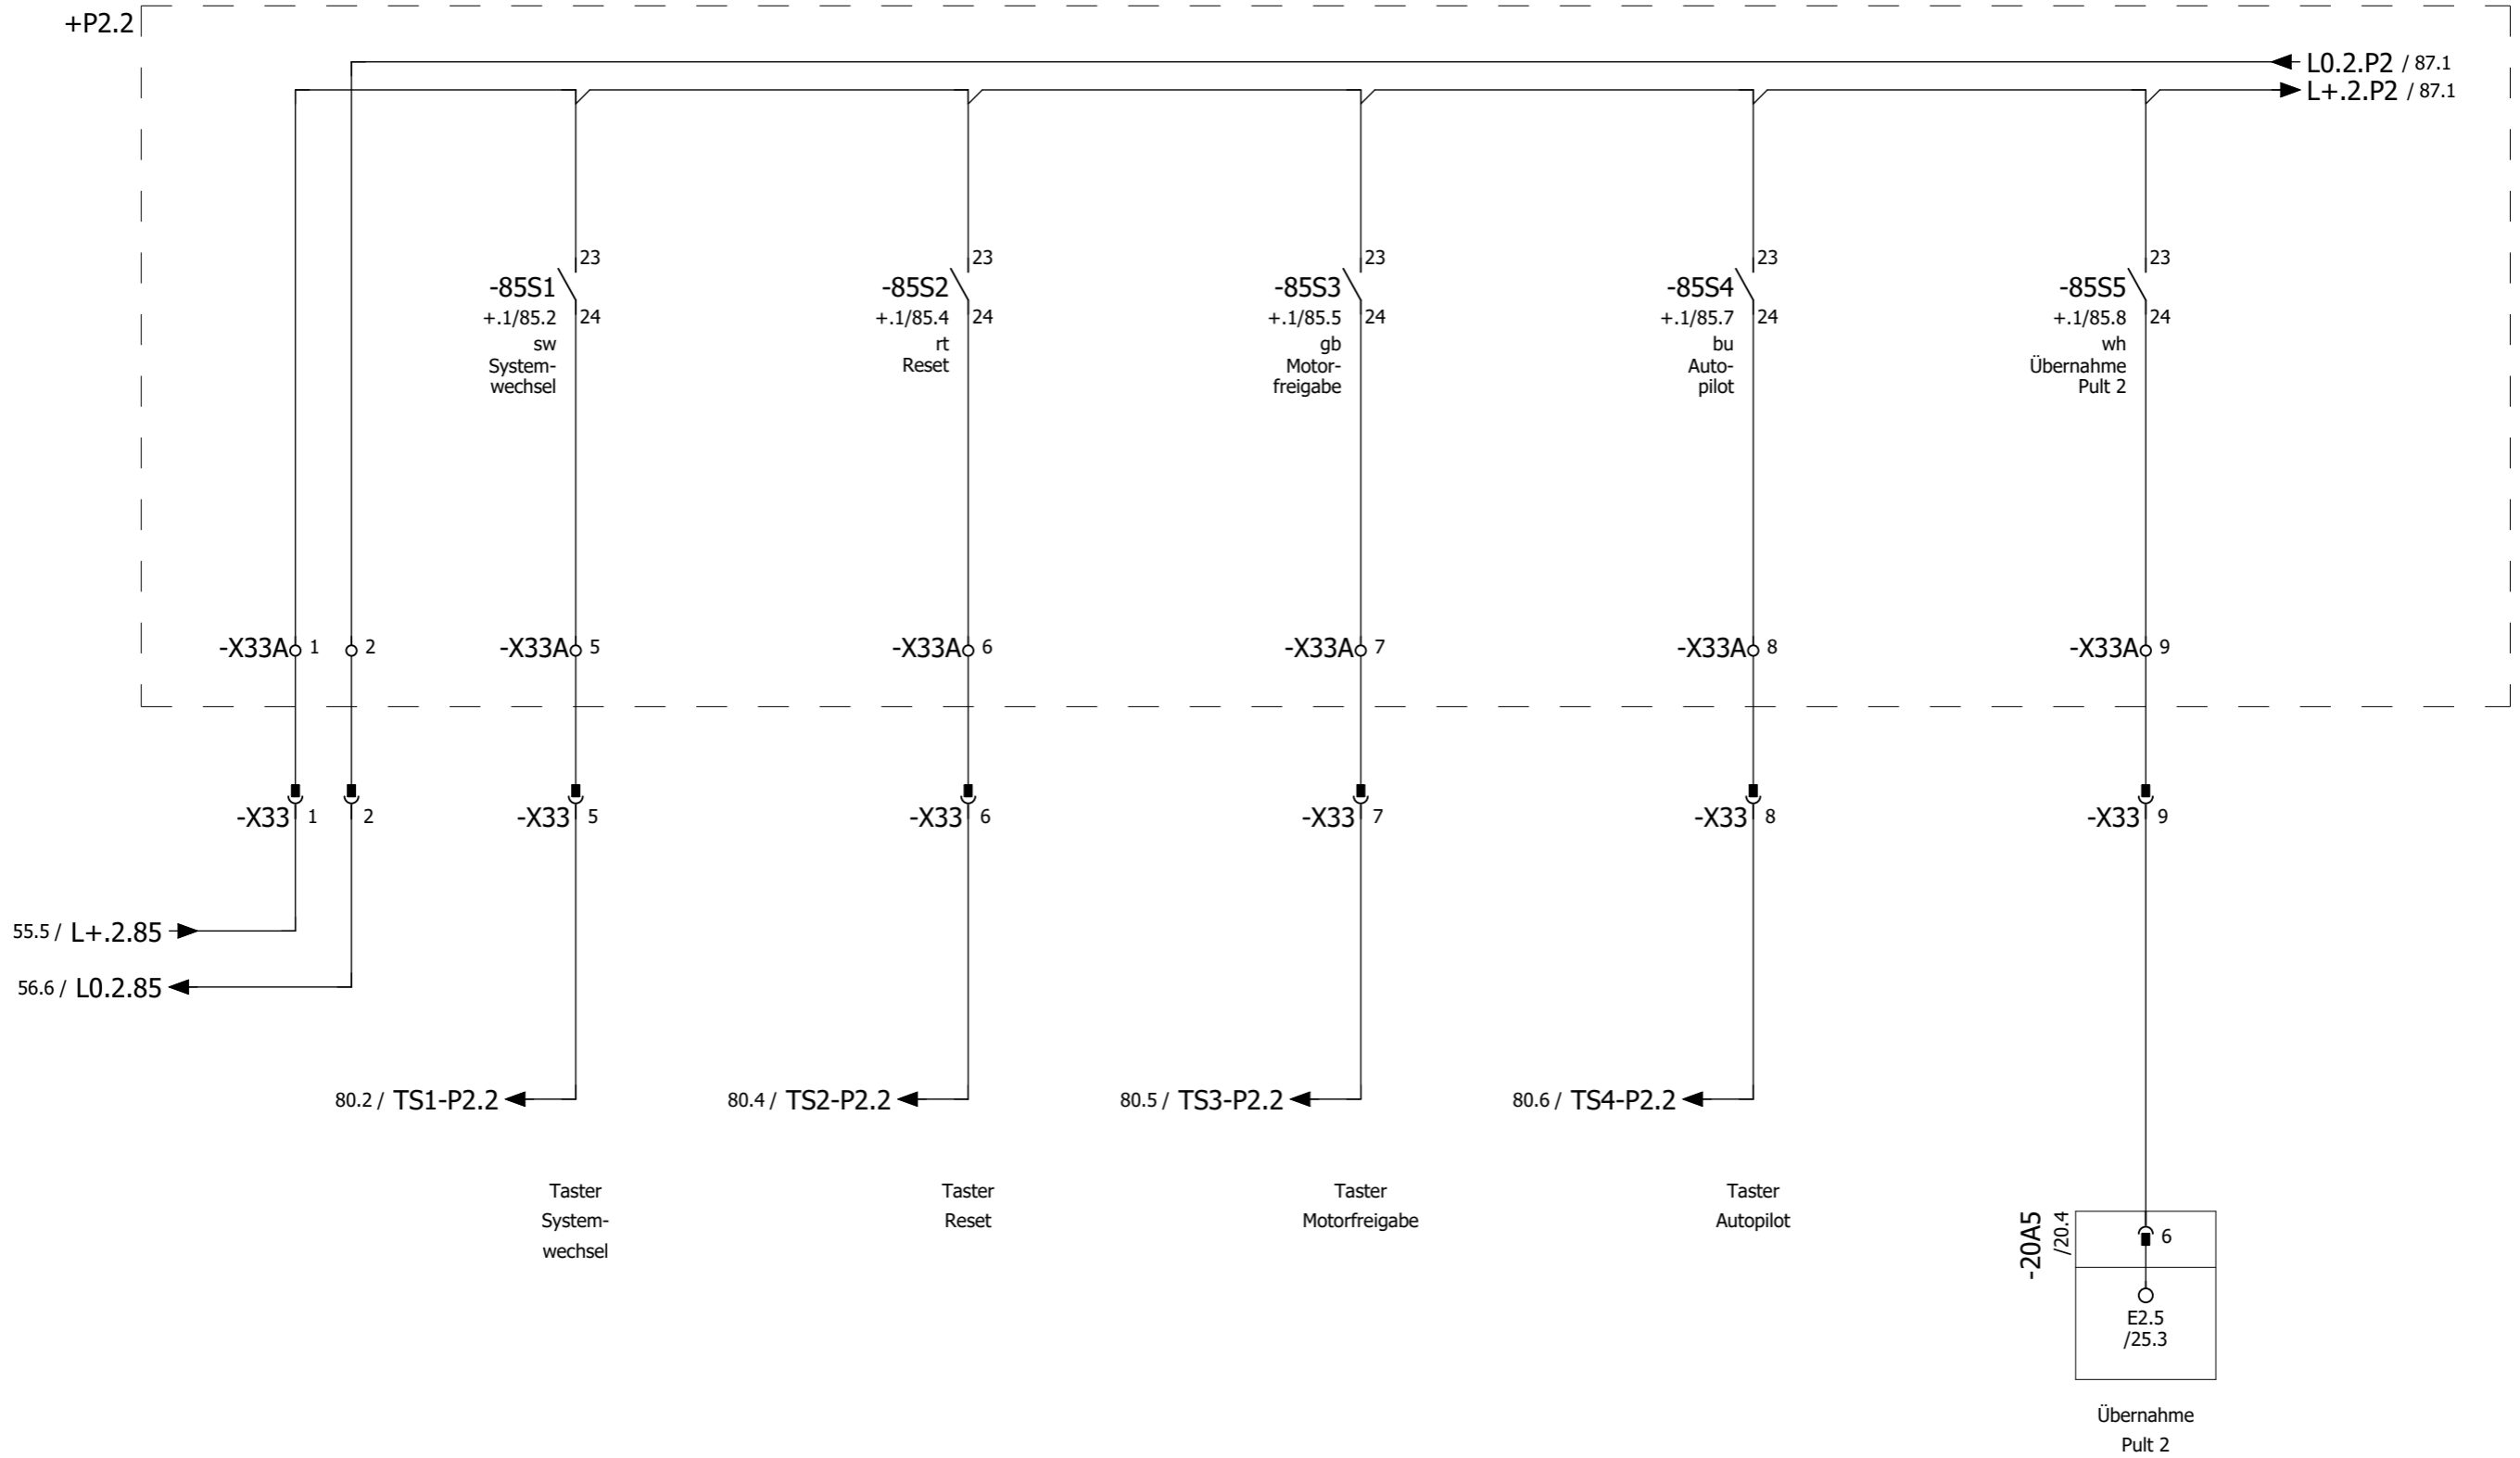 +P2.2
L0.2.P2 / 87.1
L+.2.P2 / 87.1
23
-85S1
+.1/85.2
24
sw
System-
wechsel
23
-85S2
+.1/85.4
24
rt
Reset
23
-85S3
+.1/85.5
24
gb
Motor-
freigabe
23
-85S4
+.1/85.7
24
bu
Auto-
pilot
23
-85S5
+.1/85.8
24
wh
Übernahme
Pult 2
-X33A 1 2 -X33A 5 -X33A 6 -X33A 7 -X33A 8 -X33A 9
-X33 1 2 -X33 5 -X33 6 -X33 7 -X33 8 -X33 9
55.5 / L+.2.85
56.6 / L0.2.85
80.2 / TS1-P2.2 80.4 / TS2-P2.2 80.5 / TS3-P2.2 80.6 / TS4-P2.2
Taster
System-
wechsel
Taster
Reset
Taster
Motorfreigabe
Taster
Autopilot
-20A5
/20.4
6
E2.5
/25.3
Übernahme
Pult 2